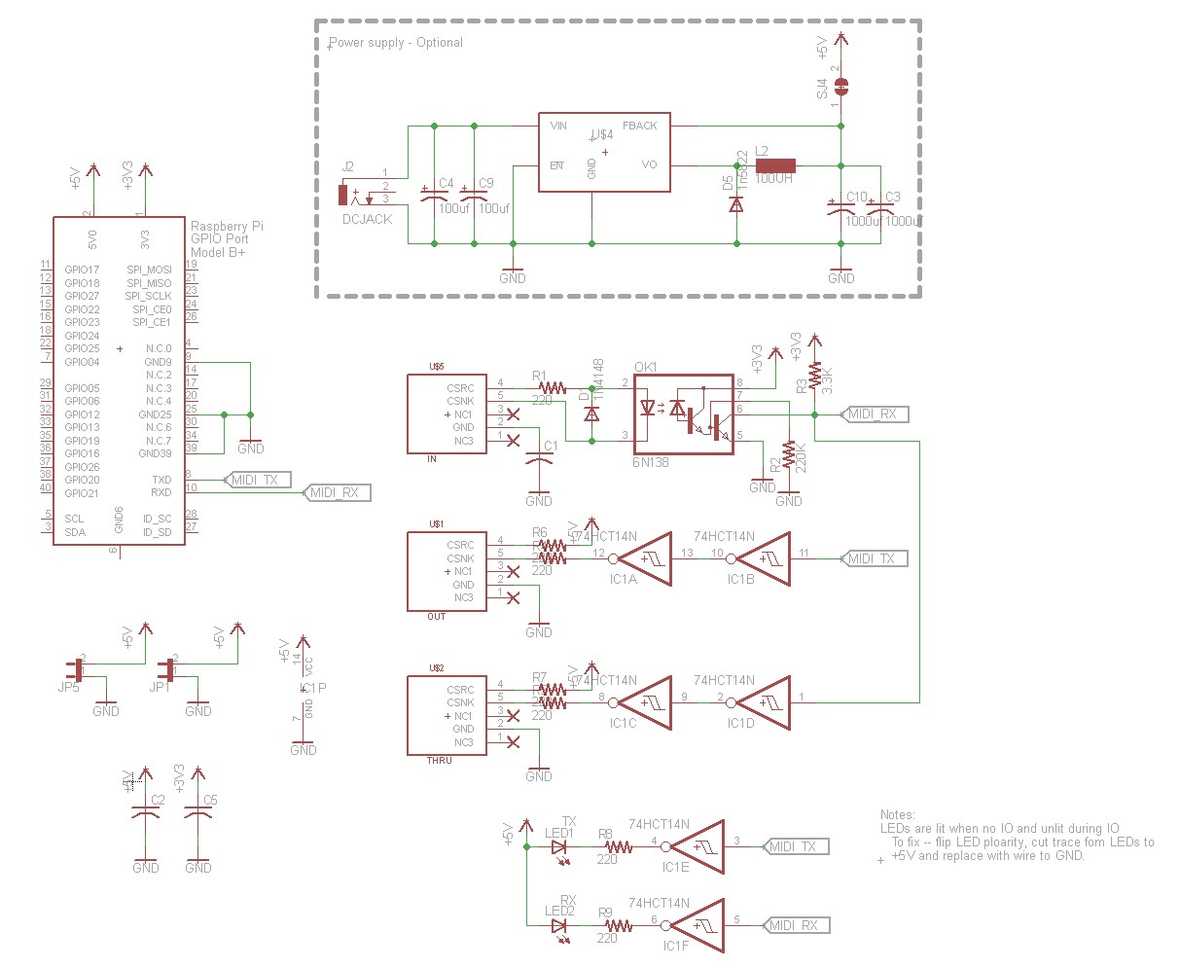 Power supply - Optional
+5V
2
SJ4
1
VIN
FBACK
U$4
EN
GND
VO
L2
100UH
D5
1n5822
J2
1
2
3
DCJACK
C4
100uf
C9
100uf
C10
1000uf
C3
1000uf
GND
GND
+5V
+3V3
2
1
5V0
3V3
Raspberry Pi
GPIO Port
Model B+
11 GPIO17 SPI_MOSI 19
12 GPIO18 SPI_MISO 21
13 GPIO27 SPI_SCLK 23
15 GPIO22 SPI_CE0 24
16 GPIO23 SPI_CE1 26
18 GPIO24
22 GPIO25 N.C.0 4
7 GPIO04 GND9 9
N.C.2 14
29 GPIO05 N.C.3 17
31 GPIO06 N.C.4 20
32 GPIO12 GND25 25
33 GPIO13 N.C.6 30
35 GPIO19 N.C.7 34
36 GPIO16 GND39 39
37 GPIO26
38 GPIO20 TXD 8
40 GPIO21 RXD 10
5 SCL ID_SC 28
3 SDA ID_SD 27
GND6
6
GND
MIDI_TX
MIDI_RX
U$5
CSRC 4
CSNK 5
NC1 3
GND 2
NC3 1
IN
R1
220
D1
1N4148
C1
GND
OK1
2
3
8
7
6
5
6N138
+3V3
+3V3
R3
3.3K
MIDI_RX
R2
220K
GND
GND
U$1
CSRC 4
CSNK 5
NC1 3
GND 2
NC3 1
OUT
R6
220
220
+5V
GND
74HCT14N
12
13
IC1A
74HCT14N
10
11
IC1B
MIDI_TX
U$2
CSRC 4
CSNK 5
NC1 3
GND 2
NC3 1
THRU
R7
220
220
+5V
GND
74HCT14N
8
9
IC1C
74HCT14N
2
1
IC1D
+5V
2
1
JP5
GND
+5V
2
1
JP1
GND
+5V
14
VCC
IC1P
GND
7
GND
+5V
C2
GND
+3V3
C5
GND
+5V
TX
LED1
R8
220
74HCT14N
4
3
IC1E
MIDI_TX
RX
LED2
R9
220
74HCT14N
6
5
IC1F
MIDI_RX
Notes:
LEDs are lit when no IO and unlit during IO
To fix -- flip LED ploarity, cut trace fom LEDs to
+5V and replace with wire to GND.